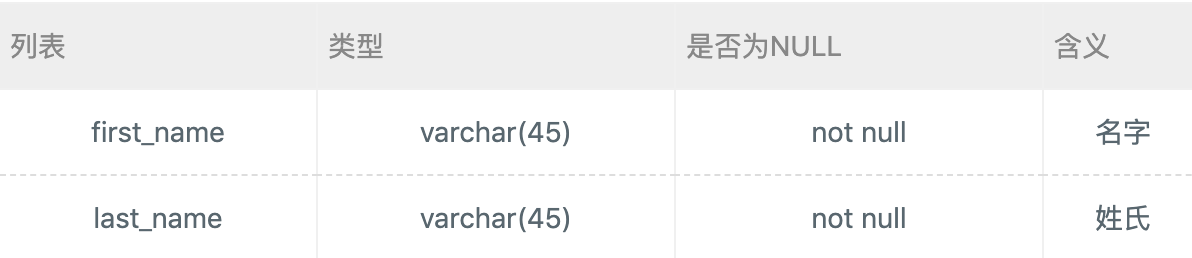 列表 类型 是否为NULL 含义
first_name varchar(45) not null 名字
last_name varchar(45) not null 姓氏